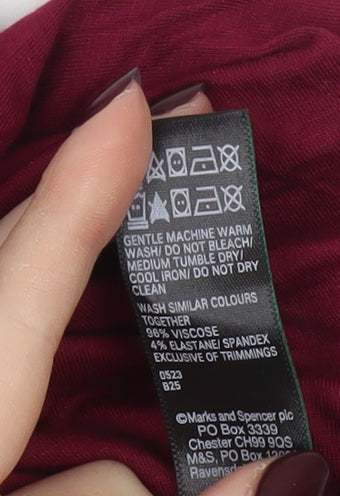 GENTLE MACHINE WARM
WASH/ DO NOT BLEACH/
MEDIUM TUMBLE DRY/
COOL IRON/ DO NOT DRY
CLEAN
WASH SIMILAR COLOURS
TOGETHER
96% VISCOSE
4% ELASTANE/ SPANDEX
EXCLUSIVE OF TRIMMINGS
0523
B25
©Marks and Spencer plc
PO Box 3339
Chester CH99 9QS
M&S, PO Box